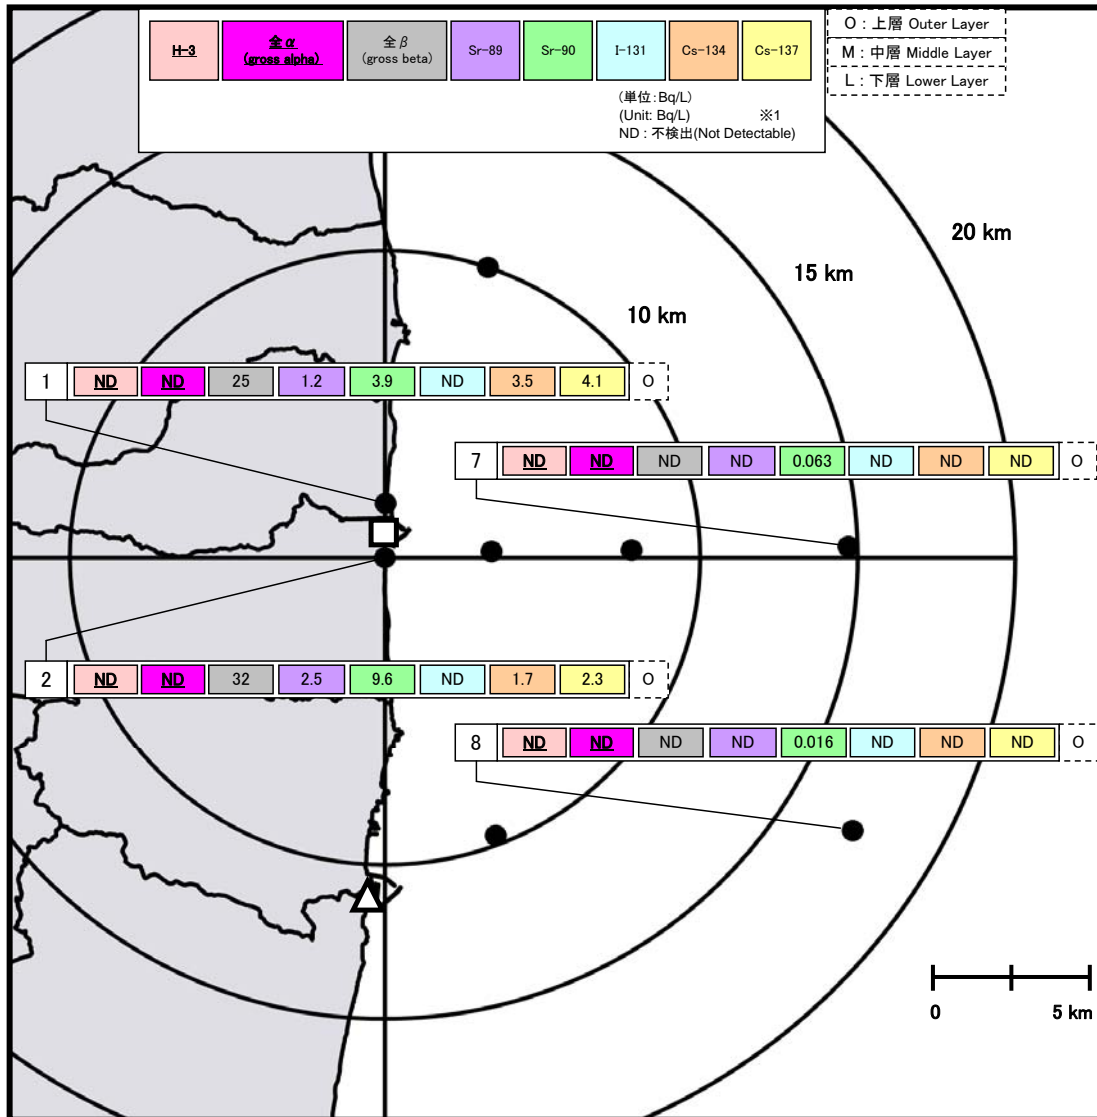 H-3
全α
(gross alpha)
全β
(gross beta)
Sr-89
Sr-90
I-131
Cs-134
Cs-137
(単位:Bq/L)
(Unit: Bq/L) ※1
ND : 不検出(Not Detectable)
O : 上層 Outer Layer
M : 中層 Middle Layer
L : 下層 Lower Layer
20 km
15 km
10 km
1 ND ND 25 1.2 3.9 ND 3.5 4.1 O
7 ND ND ND ND 0.063 ND ND ND O
2 ND ND 32 2.5 9.6 ND 1.7 2.3 O
8 ND ND ND ND 0.016 ND ND ND O
0 5 km